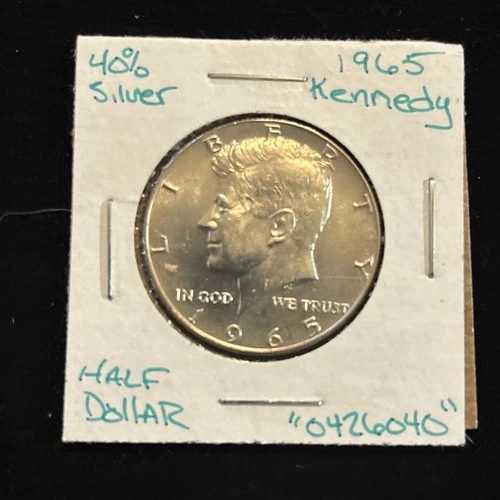 40%
Silver
1965
Kennedy
LIBERTY
IN GOD WE TRUST
1965
HALF
DOllAR
"0426040"